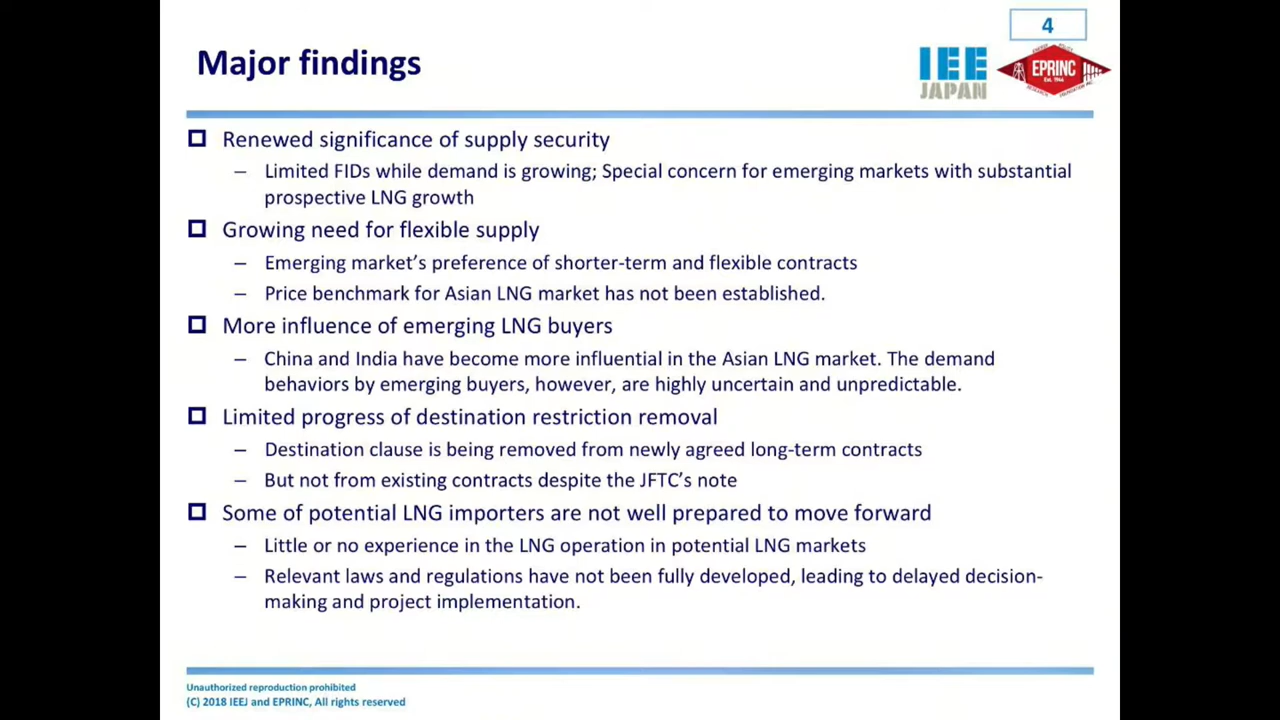 4
Major findings
IEE
JAPAN
ENERGY POLICY
EPRINC
Est. 1944
RESEARCH FOUNDATION INC.
Renewed significance of supply security
– Limited FIDs while demand is growing; Special concern for emerging markets with substantial
prospective LNG growth
Growing need for flexible supply
– Emerging market's preference of shorter-term and flexible contracts
– Price benchmark for Asian LNG market has not been established.
More influence of emerging LNG buyers
– China and India have become more influential in the Asian LNG market. The demand
behaviors by emerging buyers, however, are highly uncertain and unpredictable.
Limited progress of destination restriction removal
– Destination clause is being removed from newly agreed long-term contracts
– But not from existing contracts despite the JFTC's note
Some of potential LNG importers are not well prepared to move forward
– Little or no experience in the LNG operation in potential LNG markets
– Relevant laws and regulations have not been fully developed, leading to delayed decision-
making and project implementation.
Unauthorized reproduction prohibited
(C) 2018 IEEJ and EPRINC, All rights reserved